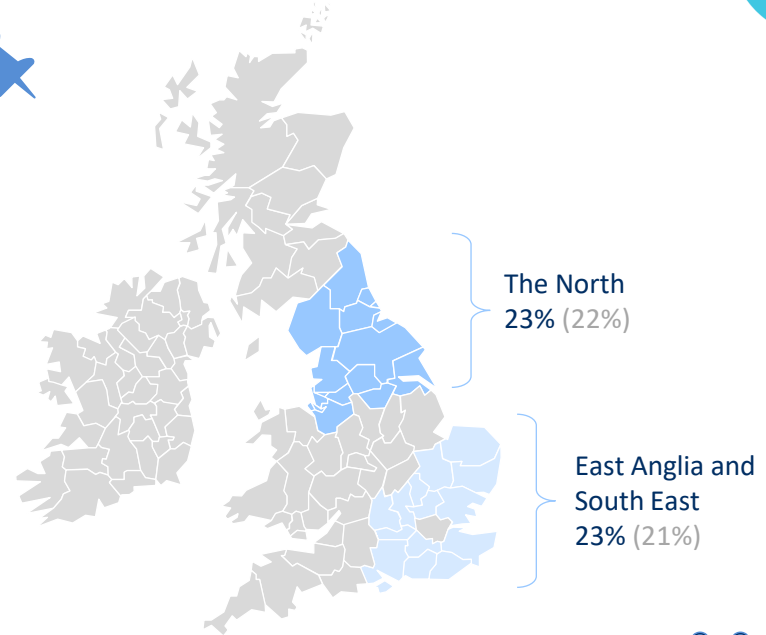 The North
23% (22%)
East Anglia and
South East
23% (21%)